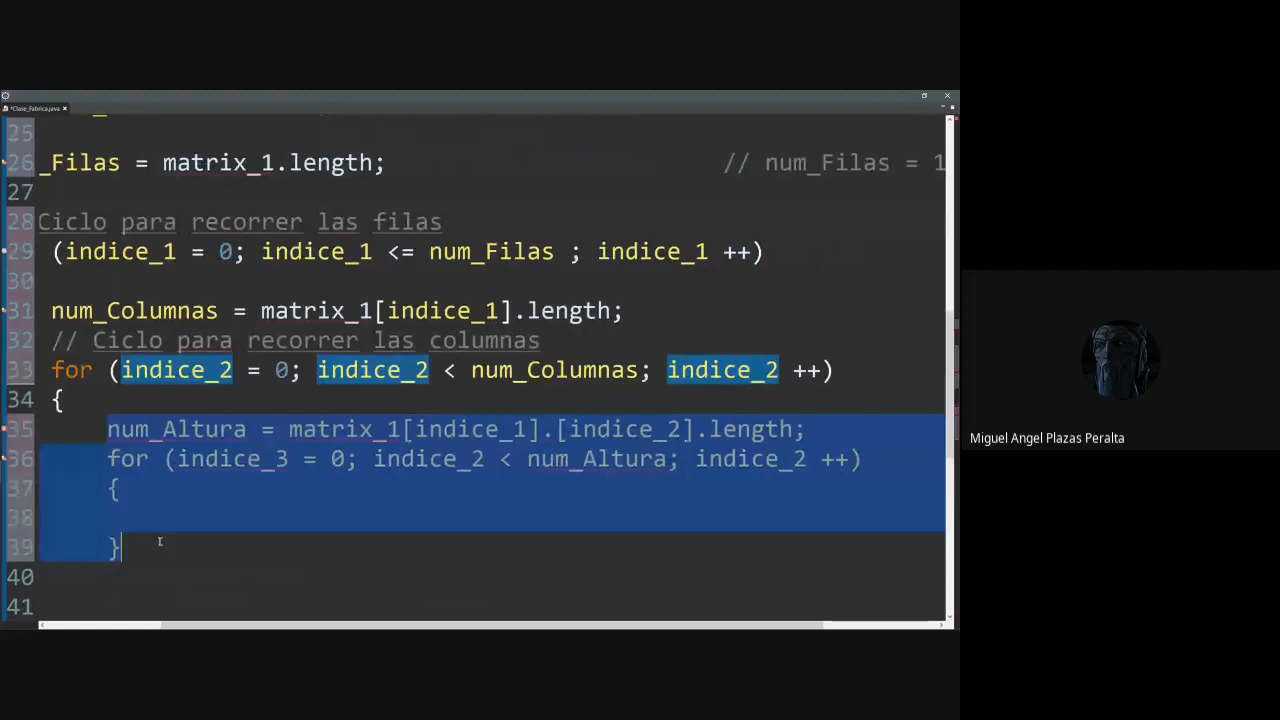 *Clase_Fabrica.java
25
26 _Filas = matrix_1.length; // num_Filas = 1
27
28 Ciclo para recorrer las filas
29 (indice_1 = 0; indice_1 <= num_Filas ; indice_1 ++)
30
31 num_Columnas = matrix_1[indice_1].length;
32 // Ciclo para recorrer las columnas
33 for (indice_2 = 0; indice_2 < num_Columnas; indice_2 ++)
34 {
35 num_Altura = matrix_1[indice_1].[indice_2].length;
36 for (indice_3 = 0; indice_2 < num_Altura; indice_2 ++)
37 {
38
39 }
40
41
Miguel Angel Plazas Peralta